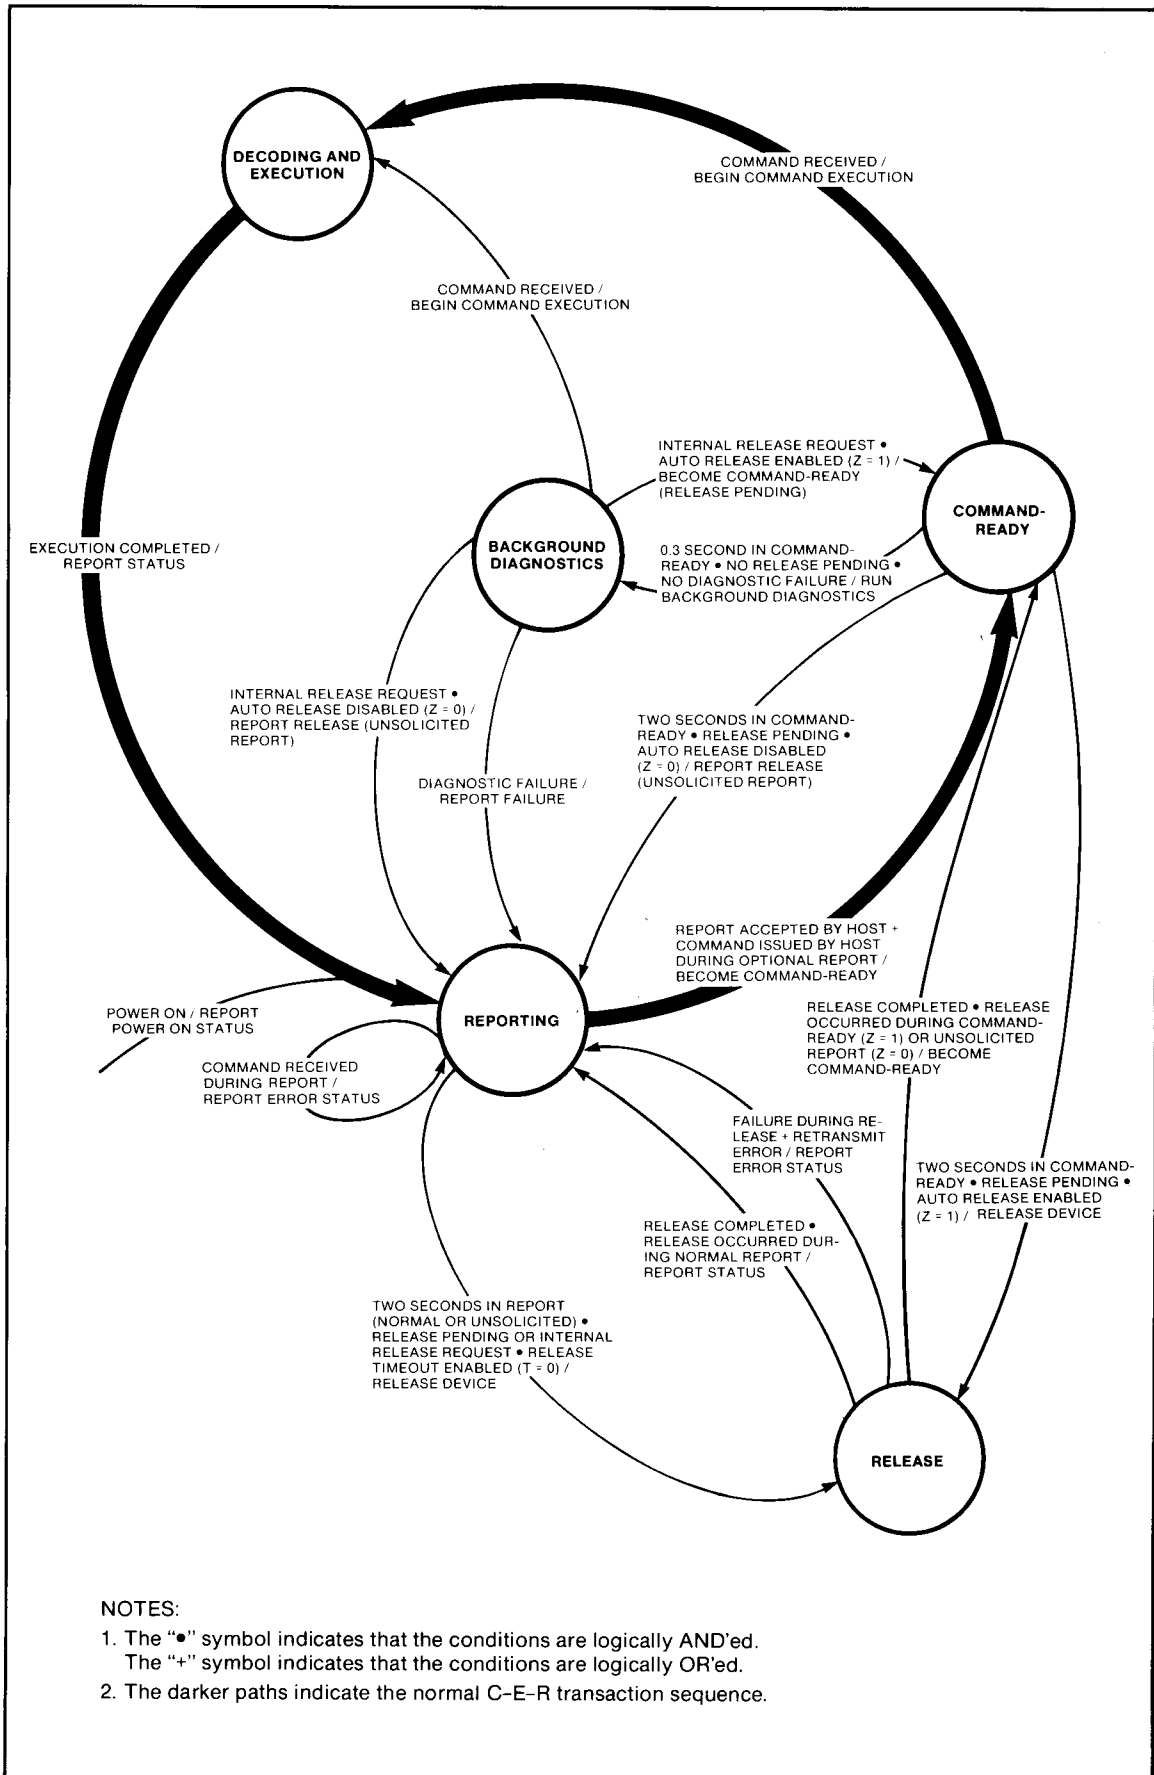 DECODING AND
EXECUTION
COMMAND RECEIVED /
BEGIN COMMAND EXECUTION
COMMAND RECEIVED /
BEGIN COMMAND EXECUTION
INTERNAL RELEASE REQUEST •
AUTO RELEASE ENABLED (Z = 1) /
BECOME COMMAND-READY
(RELEASE PENDING)
COMMAND-
READY
EXECUTION COMPLETED /
REPORT STATUS
BACKGROUND
DIAGNOSTICS
0.3 SECOND IN COMMAND-
READY • NO RELEASE PENDING •
NO DIAGNOSTIC FAILURE / RUN
BACKGROUND DIAGNOSTICS
INTERNAL RELEASE REQUEST •
AUTO RELEASE DISABLED (Z = 0) /
REPORT RELEASE (UNSOLICITED
REPORT)
TWO SECONDS IN COMMAND-
READY • RELEASE PENDING •
AUTO RELEASE DISABLED
(Z = 0) / REPORT RELEASE
(UNSOLICITED REPORT)
DIAGNOSTIC FAILURE /
REPORT FAILURE
REPORT ACCEPTED BY HOST +
COMMAND ISSUED BY HOST
DURING OPTIONAL REPORT /
BECOME COMMAND-READY
POWER ON / REPORT
POWER ON STATUS
REPORTING
RELEASE COMPLETED • RELEASE
OCCURRED DURING COMMAND-
READY (Z = 1) OR UNSOLICITED
REPORT (Z = 0) / BECOME
COMMAND-READY
COMMAND RECEIVED
DURING REPORT /
REPORT ERROR STATUS
FAILURE DURING RE-
LEASE + RETRANSMIT
ERROR / REPORT
ERROR STATUS
TWO SECONDS IN COMMAND-
READY • RELEASE PENDING •
AUTO RELEASE ENABLED
(Z = 1) / RELEASE DEVICE
RELEASE COMPLETED •
RELEASE OCCURRED DUR-
ING NORMAL REPORT /
REPORT STATUS
TWO SECONDS IN REPORT
(NORMAL OR UNSOLICITED) •
RELEASE PENDING OR INTERNAL
RELEASE REQUEST • RELEASE
TIMEOUT ENABLED (T = 0) /
RELEASE DEVICE
RELEASE
NOTES:
1. The “•” symbol indicates that the conditions are logically AND'ed.
The “+” symbol indicates that the conditions are logically OR'ed.
2. The darker paths indicate the normal C-E-R transaction sequence.